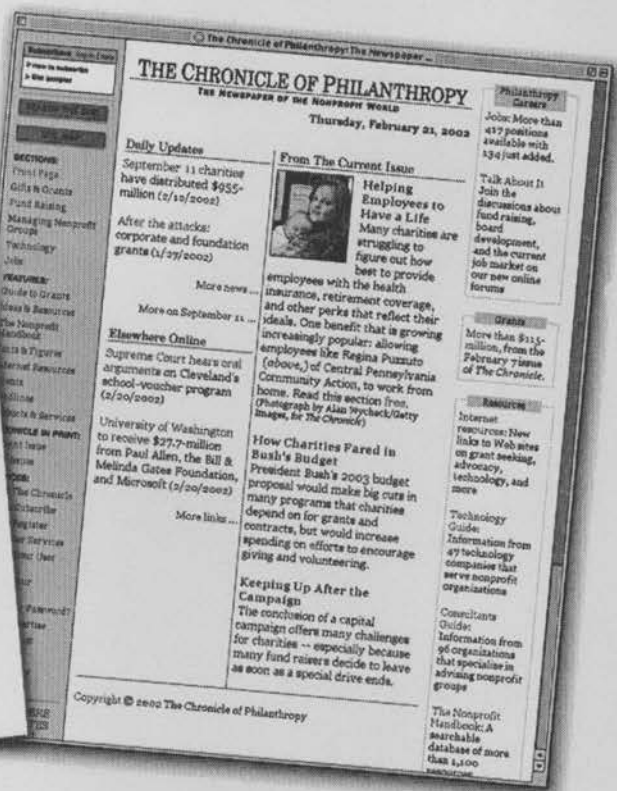 The Chronicle of Philanthropy: The Newspaper ...
Subscribers: login here
THE CHRONICLE OF PHILANTHROPY
THE NEWSPAPER OF THE NONPROFIT WORLD
Thursday, February 21, 2002
SECTIONS:
Front Page
Gifts & Grants
Fund Raising
Managing Nonprofit
Groups
Technology
Jobs
FEATURES:
Guide to Grants
Ideas & Resources
The Nonprofit
Handbook
Facts & Figures
Internet Resources
Daily Updates
September 11 charities
have distributed $955-
million (2/12/2002)
After the attacks:
corporate and foundation
grants (1/27/2002)
More news ...
More on September 11 ...
Elsewhere Online
Supreme Court hears oral
arguments on Cleveland's
school-voucher program
(2/20/2002)
University of Washington
to receive $27.7-million
from Paul Allen, the Bill &
Melinda Gates Foundation,
and Microsoft (2/20/2002)
More links ...
From The Current Issue
Helping
Employees to
Have a Life
Many charities are
struggling to
figure out how
best to provide
employees with the health
insurance, retirement coverage,
and other perks that reflect their
ideals. One benefit that is growing
increasingly popular: allowing
employees like Regina Puzzuto
(above,) of Central Pennsylvania
Community Action, to work from
home. Read this section free.
(Photograph by Alan Wycheck/Getty
Images, for The Chronicle)
How Charities Fared in
Bush's Budget
President Bush's 2003 budget
proposal would make big cuts in
many programs that charities
depend on for grants and
contracts, but would increase
spending on efforts to encourage
giving and volunteering.
Keeping Up After the
Campaign
The conclusion of a capital
campaign offers many challenges
for charities -- especially because
many fund raisers decide to leave
as soon as a special drive ends.
Philanthropy
Careers
Jobs: More than
417 positions
available with
134 just added.
Talk About It
Join the
discussions about
fund raising,
board
development,
and the current
job market on
our new online
forums
Grants
More than $115-
million, from the
February 7 issue
of The Chronicle.
Resources
Internet
resources: New
links to Web sites
on grant seeking,
advocacy,
technology, and
more
Technology
Guide:
Information from
47 technology
companies that
serve nonprofit
organizations
Consultants
Guide:
Information from
96 organizations
that specialise in
advising nonprofit
groups
The Nonprofit
Handbook: A
searchable
database of more
than 1,100
resources
Copyright © 2002 The Chronicle of Philanthropy